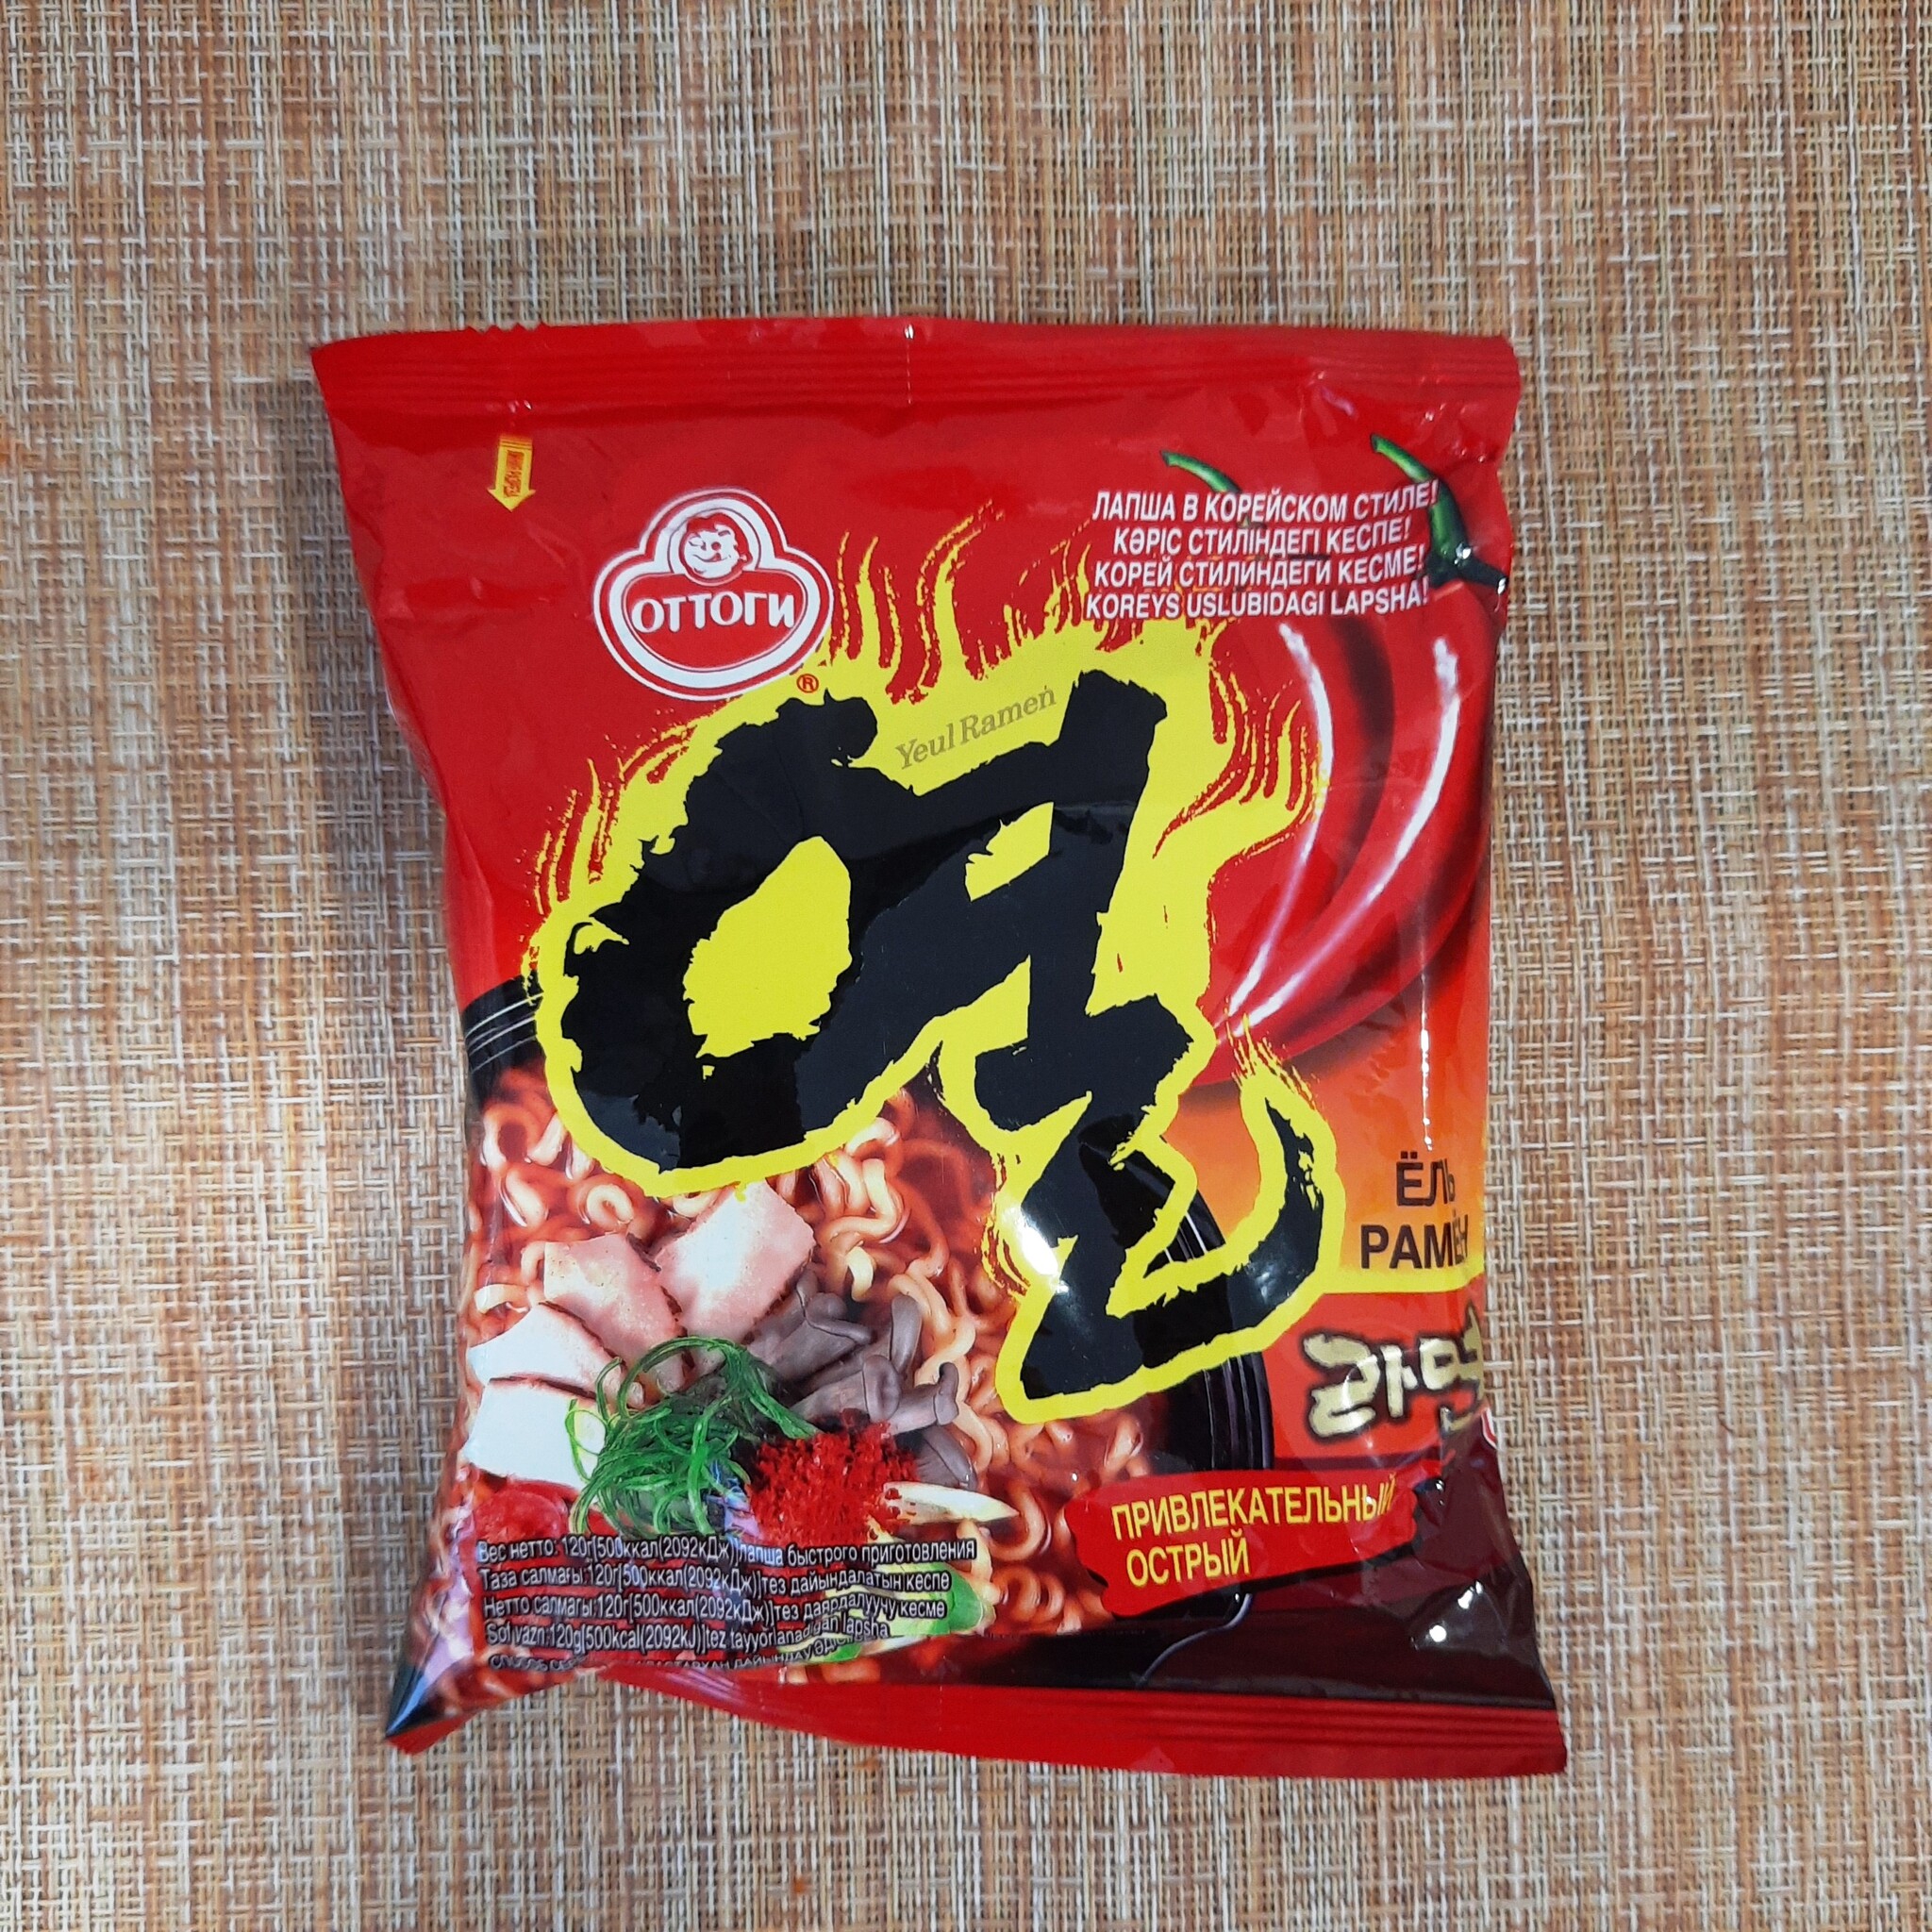 ОТТОГИ
®
ЛАПША В КОРЕЙСКОМ СТИЛЕ!
КӘРІС СТИЛІНДЕГІ КЕСПЕ!
КОРЕЙ СТИЛИНДЕГИ КЕСМЕ!
KOREYS USLUBIDAGI LAPSHA!
Yeul Ramen
열
ЁЛЬ
РАМЁН
라면
ПРИВЛЕКАТЕЛЬНЫЙ
ОСТРЫЙ
Вес нетто: 120г[500ккал(2092кДж)]лапша быстрого приготовления
Таза салмағы:120г[500ккал(2092кДж)]тез дайындалатын кеспе
Нетто салмагы:120г[500ккал(2092кДж)]тез даярдалуучу кесме
Sof vazn:120g[500kcal(2092kJ)]tez tayyorlanadigan lapsha